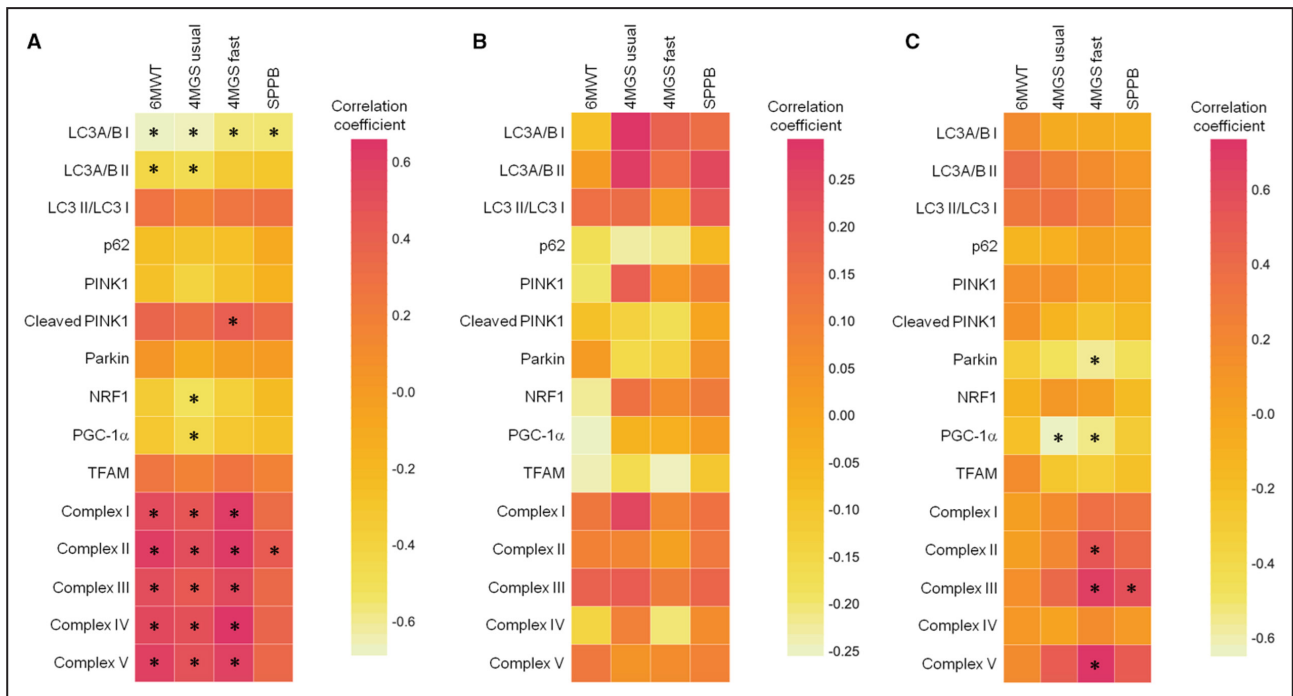 A
6MWT
4MGS usual
4MGS fast
SPPB
Correlation
coefficient
LC3A/B I * * * *
LC3A/B II * *
LC3 II/LC3 I
p62
PINK1
Cleaved PINK1 *
Parkin
NRF1 *
PGC-1α *
TFAM
Complex I * * *
Complex II * * * *
Complex III * * *
Complex IV * * *
Complex V * * *
0.6
0.4
0.2
-0.0
-0.2
-0.4
-0.6
B
6MWT
4MGS usual
4MGS fast
SPPB
Correlation
coefficient
LC3A/B I
LC3A/B II
LC3 II/LC3 I
p62
PINK1
Cleaved PINK1
Parkin
NRF1
PGC-1α
TFAM
Complex I
Complex II
Complex III
Complex IV
Complex V
0.25
0.20
0.15
0.10
0.05
0.00
-0.05
-0.10
-0.15
-0.20
-0.25
C
6MWT
4MGS usual
4MGS fast
SPPB
Correlation
coefficient
LC3A/B I
LC3A/B II
LC3 II/LC3 I
p62
PINK1
Cleaved PINK1
Parkin *
NRF1
PGC-1α * *
TFAM
Complex I
Complex II *
Complex III * *
Complex IV
Complex V *
0.6
0.4
0.2
-0.0
-0.2
-0.4
-0.6